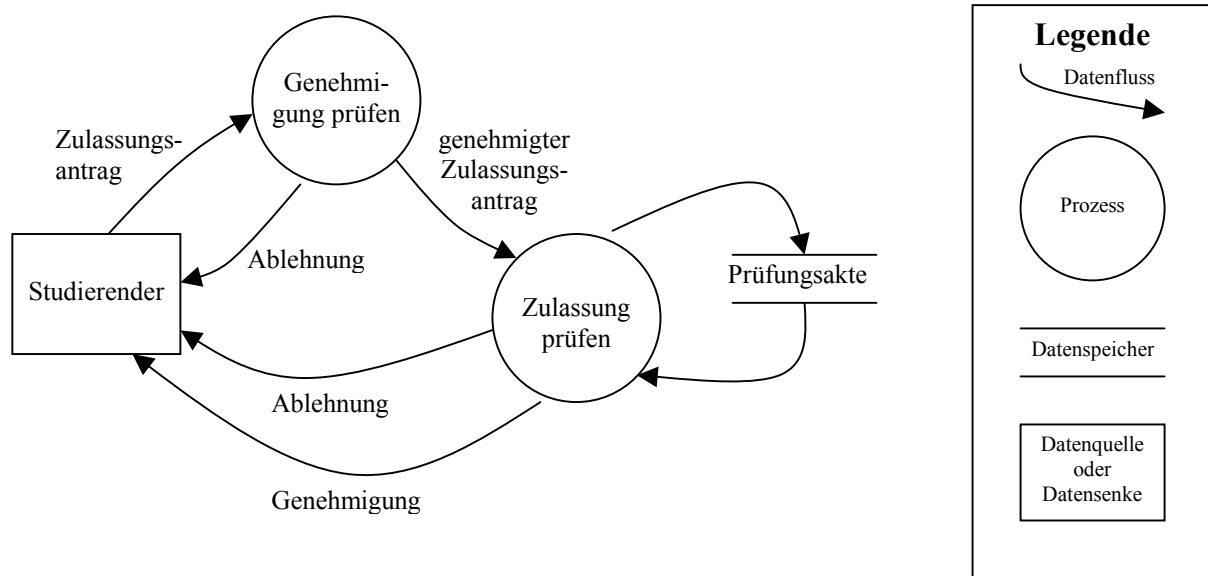 Genehmi-
gung prüfen
Zulassungs-
antrag
genehmigter
Zulassungs-
antrag
Ablehnung
Studierender
Zulassung
prüfen
Prüfungsakte
Ablehnung
Genehmigung
Legende
Datenfluss
Prozess
Datenspeicher
Datenquelle
oder
Datensenke